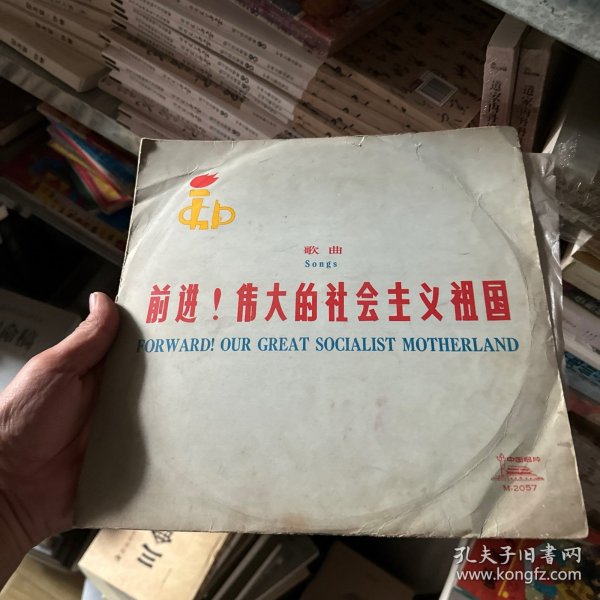 歌曲
Songs
前进！伟大的社会主义祖国
FORWARD! OUR GREAT SOCIALIST MOTHERLAND
中国唱片
M-2057
孔夫子旧书网
www.kongfz.com